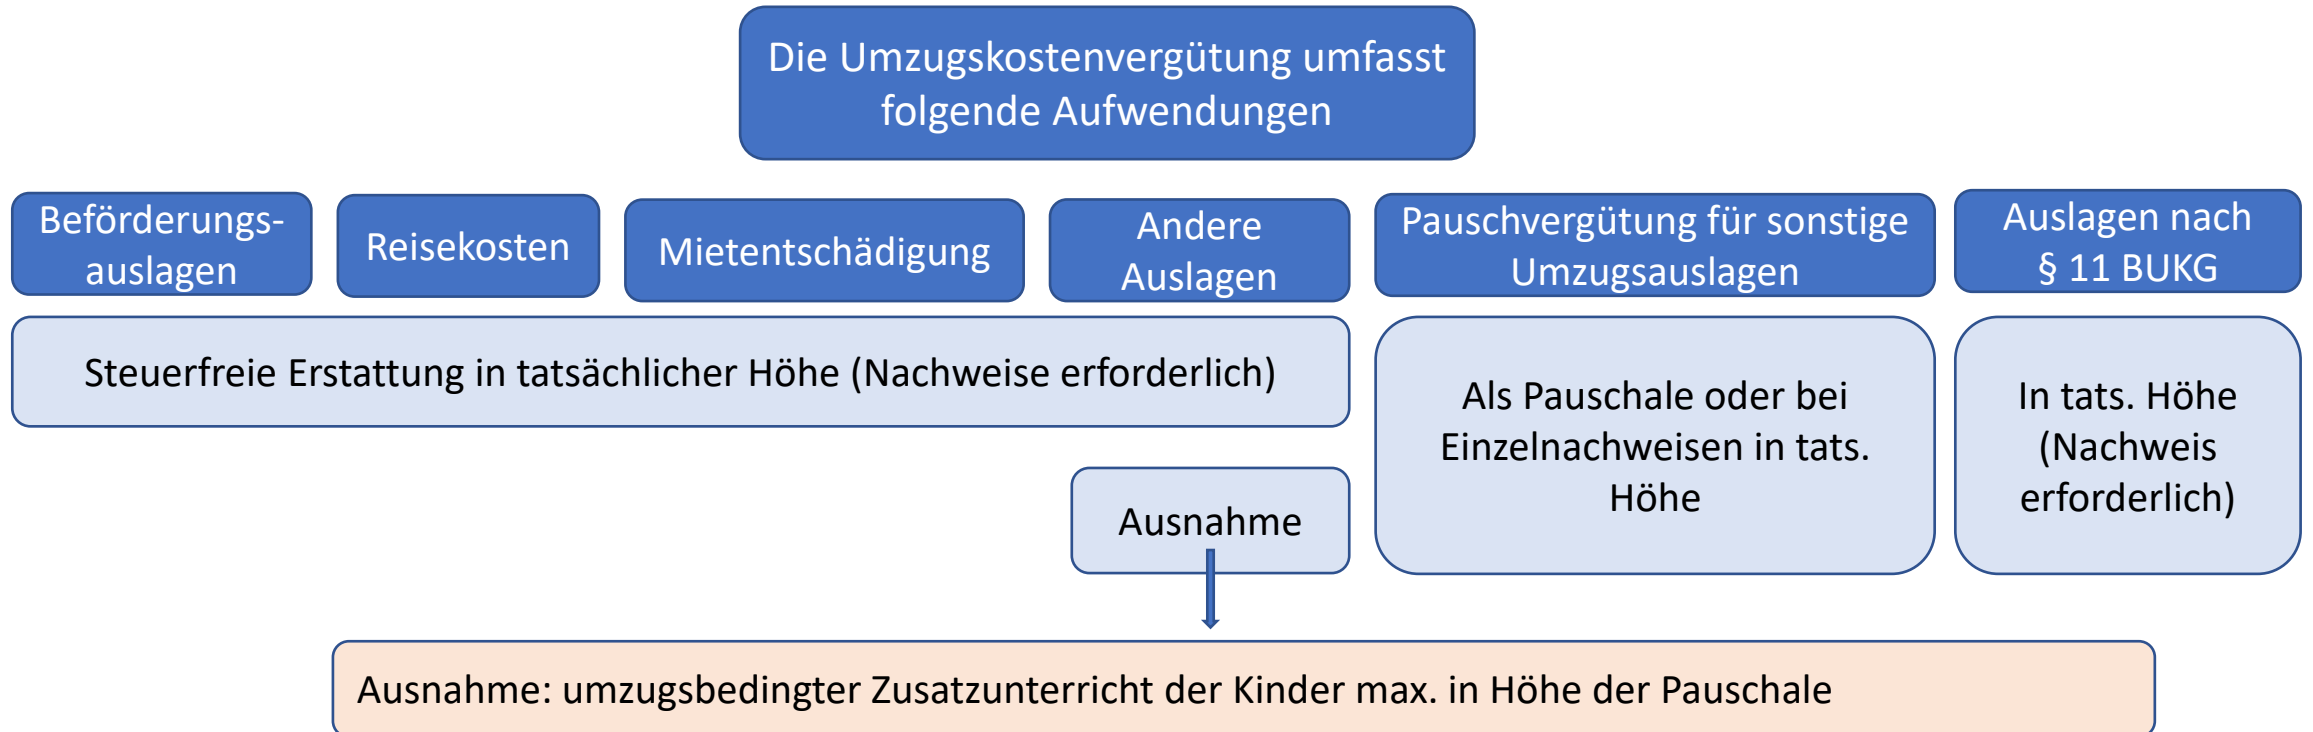 Die Umzugskostenvergütung umfasst
folgende Aufwendungen
Beförderungs-
auslagen
Reisekosten
Mietentschädigung
Andere
Auslagen
Pauschvergütung für sonstige
Umzugsauslagen
Auslagen nach
§ 11 BUKG
Steuerfreie Erstattung in tatsächlicher Höhe (Nachweise erforderlich)
Als Pauschale oder bei
Einzelnachweisen in tats.
Höhe
In tats. Höhe
(Nachweis
erforderlich)
Ausnahme
Ausnahme: umzugsbedingter Zusatzunterricht der Kinder max. in Höhe der Pauschale